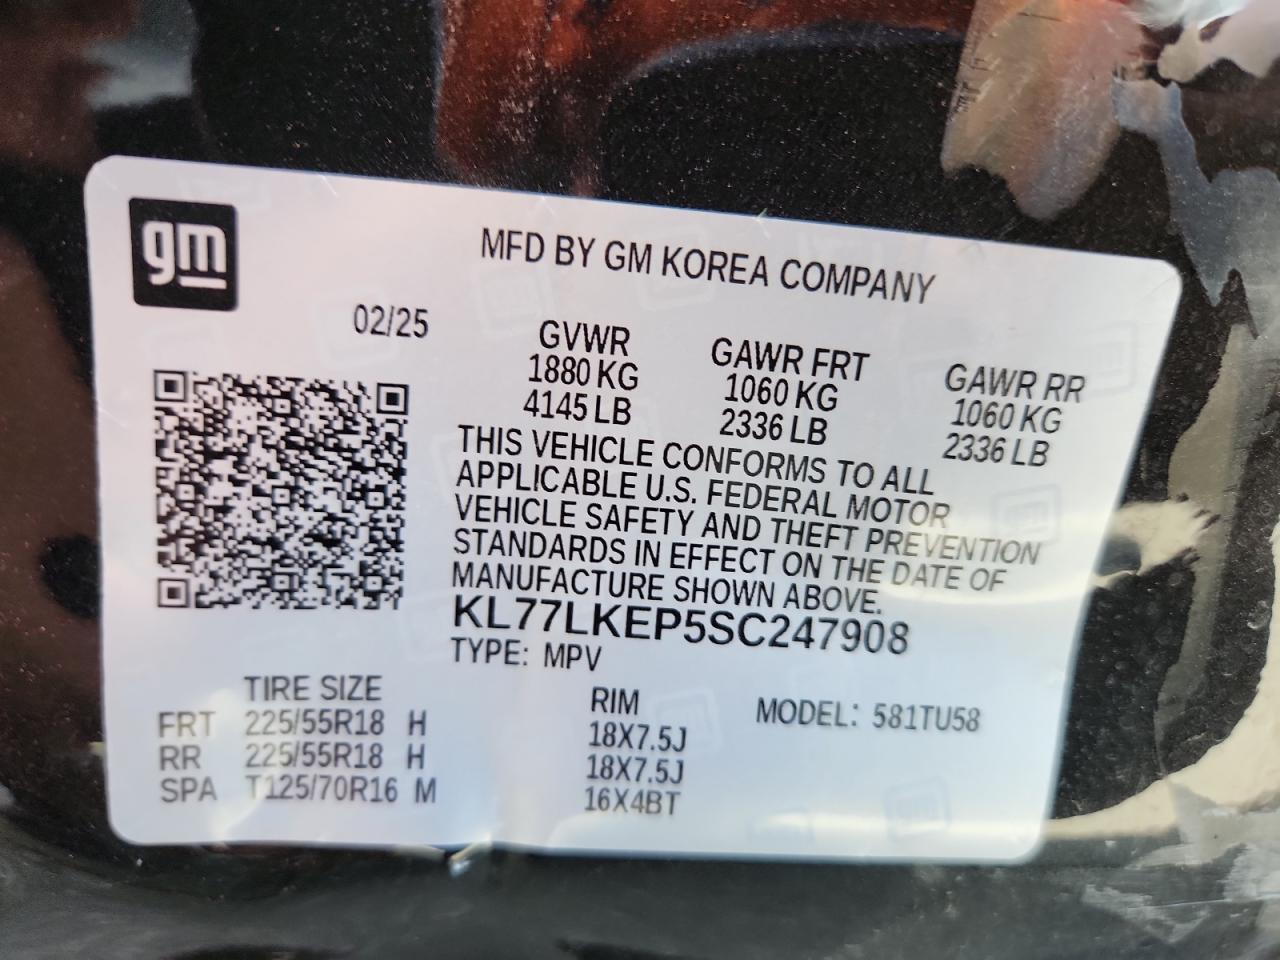 gm
MFD BY GM KOREA COMPANY
02/25
GVWR GAWR FRT GAWR RR
1880 KG 1060 KG 1060 KG
4145 LB 2336 LB 2336 LB
THIS VEHICLE CONFORMS TO ALL
APPLICABLE U.S. FEDERAL MOTOR
VEHICLE SAFETY AND THEFT PREVENTION
STANDARDS IN EFFECT ON THE DATE OF
MANUFACTURE SHOWN ABOVE.
KL77LKEP5SC247908
TYPE: MPV
TIRE SIZE RIM MODEL: 581TU58
FRT 225/55R18 H 18X7.5J
RR 225/55R18 H 18X7.5J
SPA T125/70R16 M 16X4BT